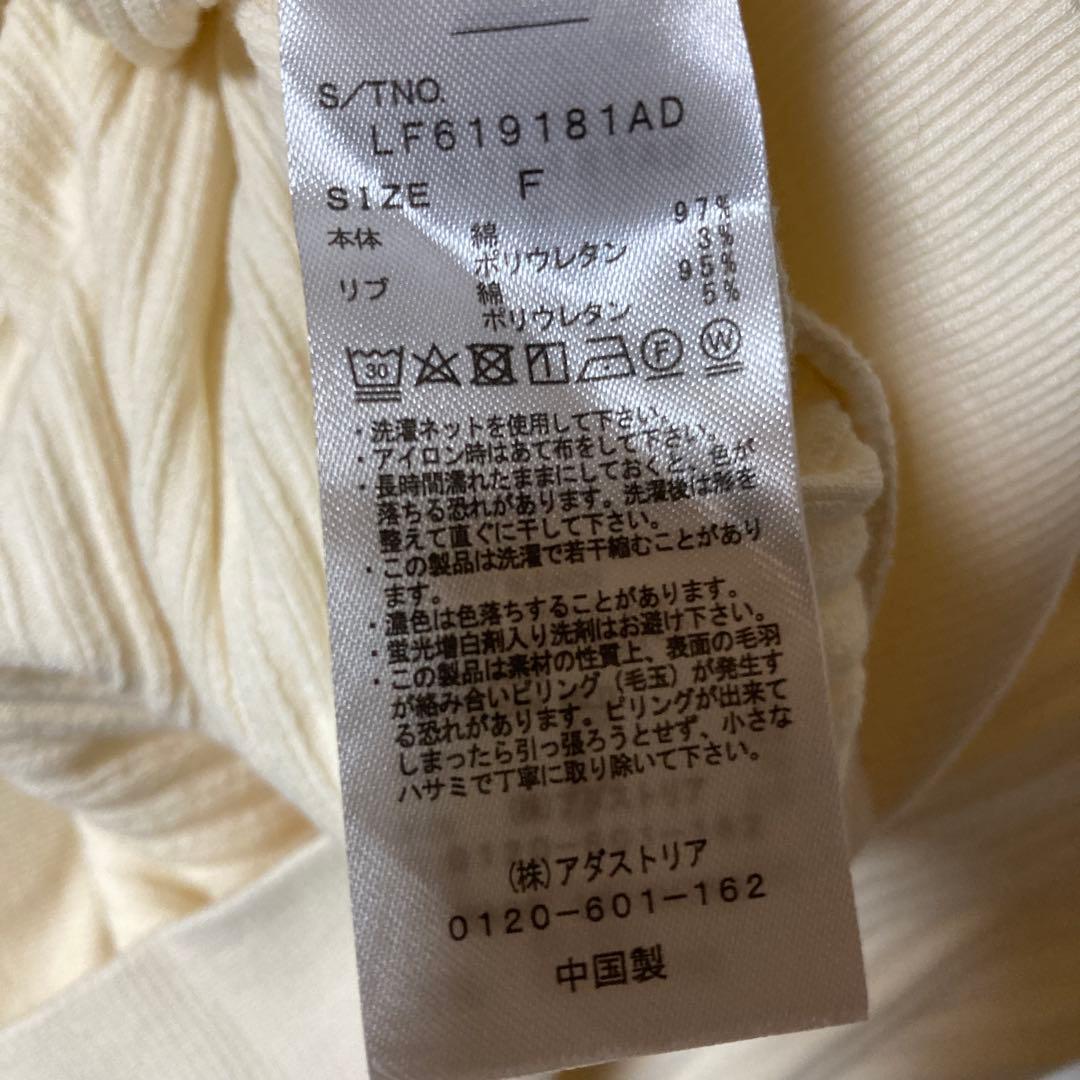 S/TNO.
LF619181AD
SIZE F
本体 綿 97%
ポリウレタン 3%
リブ 綿 95%
ポリウレタン 5%
30 F W
・洗濯ネットを使用して下さい。
・アイロン時はあて布をして下さい。
・長時間濡れたままにしておくと、色が
落ちる恐れがあります。洗濯後は形を
整えて直ぐに干して下さい。
・この製品は洗濯で若干縮むことがあり
ます。
・濃色は色落ちすることがあります。
・蛍光増白剤入り洗剤はお避け下さい。
・この製品は素材の性質上、表面の毛羽
が絡み合いピリング(毛玉)が発生す
る恐れがあります。ピリングが出来て
しまったら引っ張ろうとせず、小さな
ハサミで丁寧に取り除いて下さい。
(株)アダストリア
0120-601-162
中国製